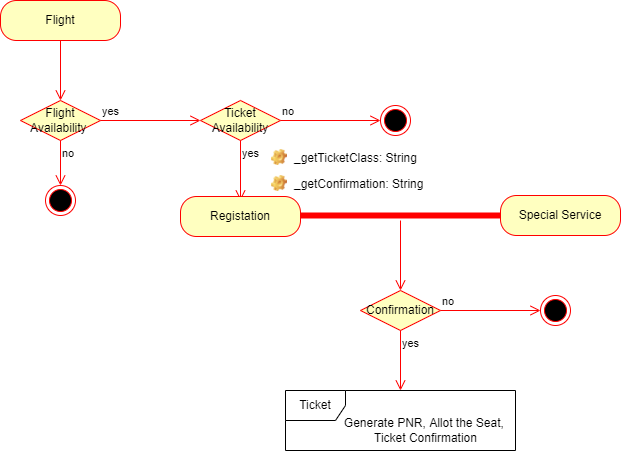 Flight
Flight
Availability
yes
Ticket
Availability
no
no
yes
_getTicketClass: String
_getConfirmation: String
Registation
Special Service
Confirmation
no
yes
Ticket
Generate PNR, Allot the Seat,
Ticket Confirmation